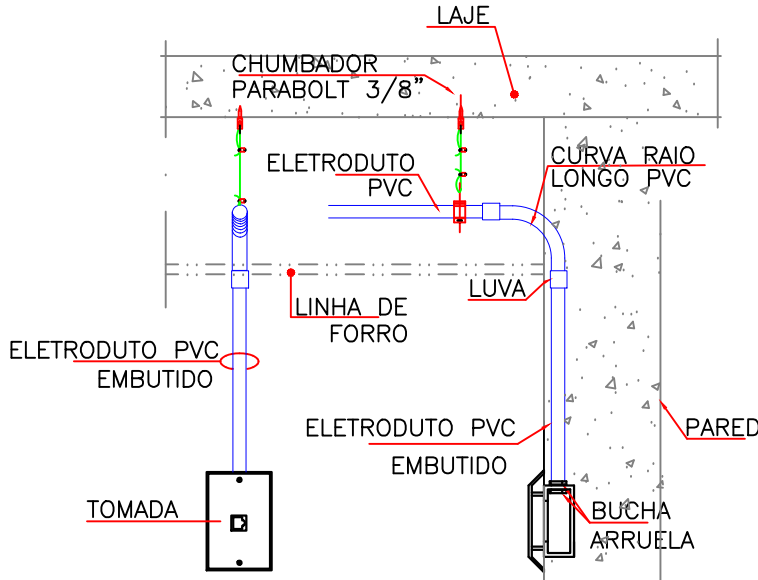 LAJE
CHUMBADOR
PARABOLT 3/8"
ELETRODUTO
PVC
CURVA RAIO
LONGO PVC
LUVA
LINHA DE
FORRO
ELETRODUTO PVC
EMBUTIDO
ELETRODUTO PVC
EMBUTIDO
PARED
TOMADA
BUCHA
ARRUELA